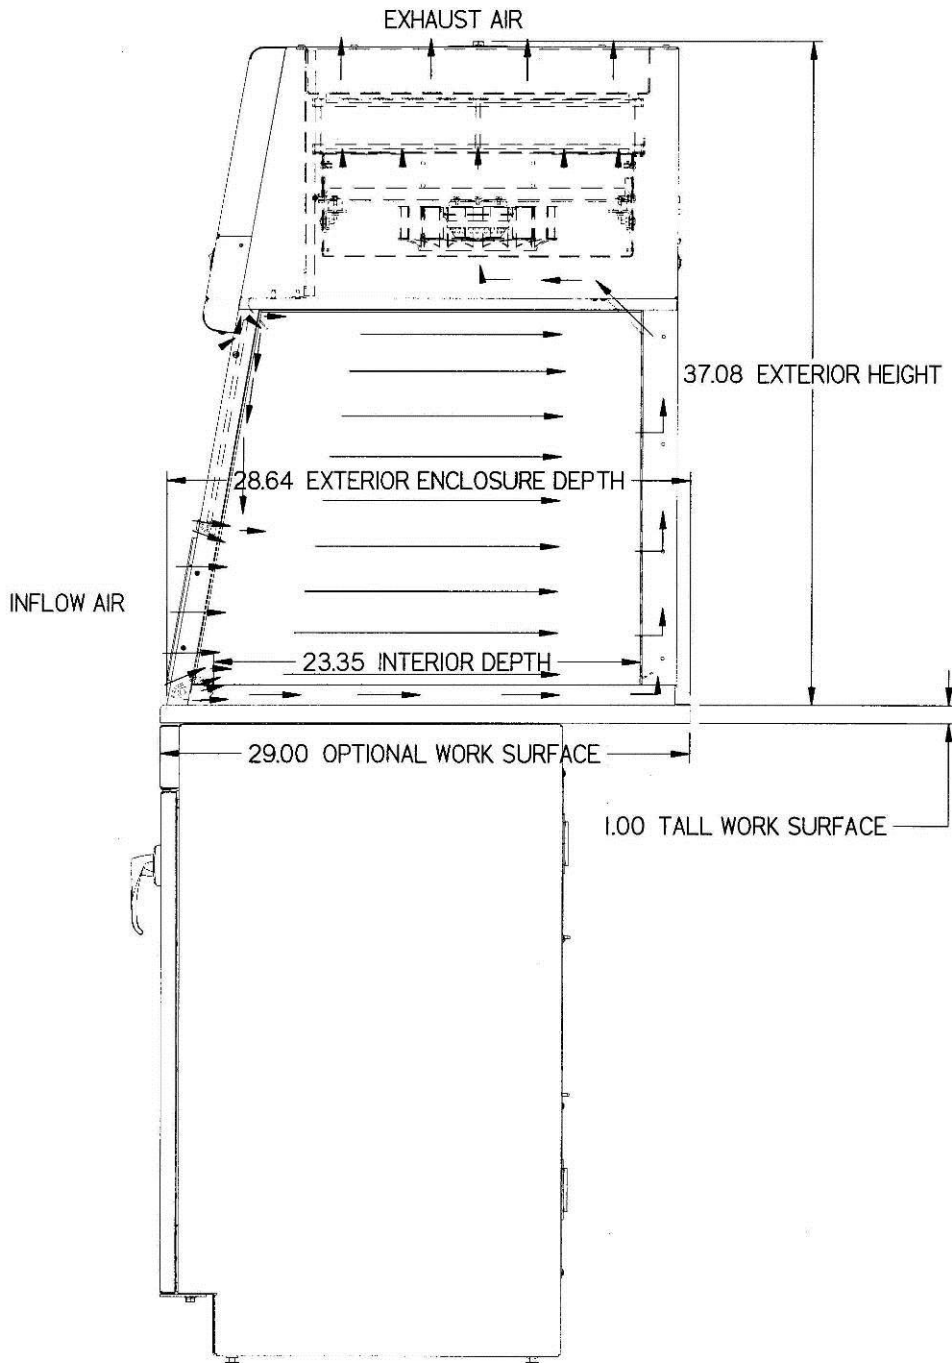 EXHAUST AIR
37.08 EXTERIOR HEIGHT
28.64 EXTERIOR ENCLOSURE DEPTH
INFLOW AIR
23.35 INTERIOR DEPTH
29.00 OPTIONAL WORK SURFACE
1.00 TALL WORK SURFACE